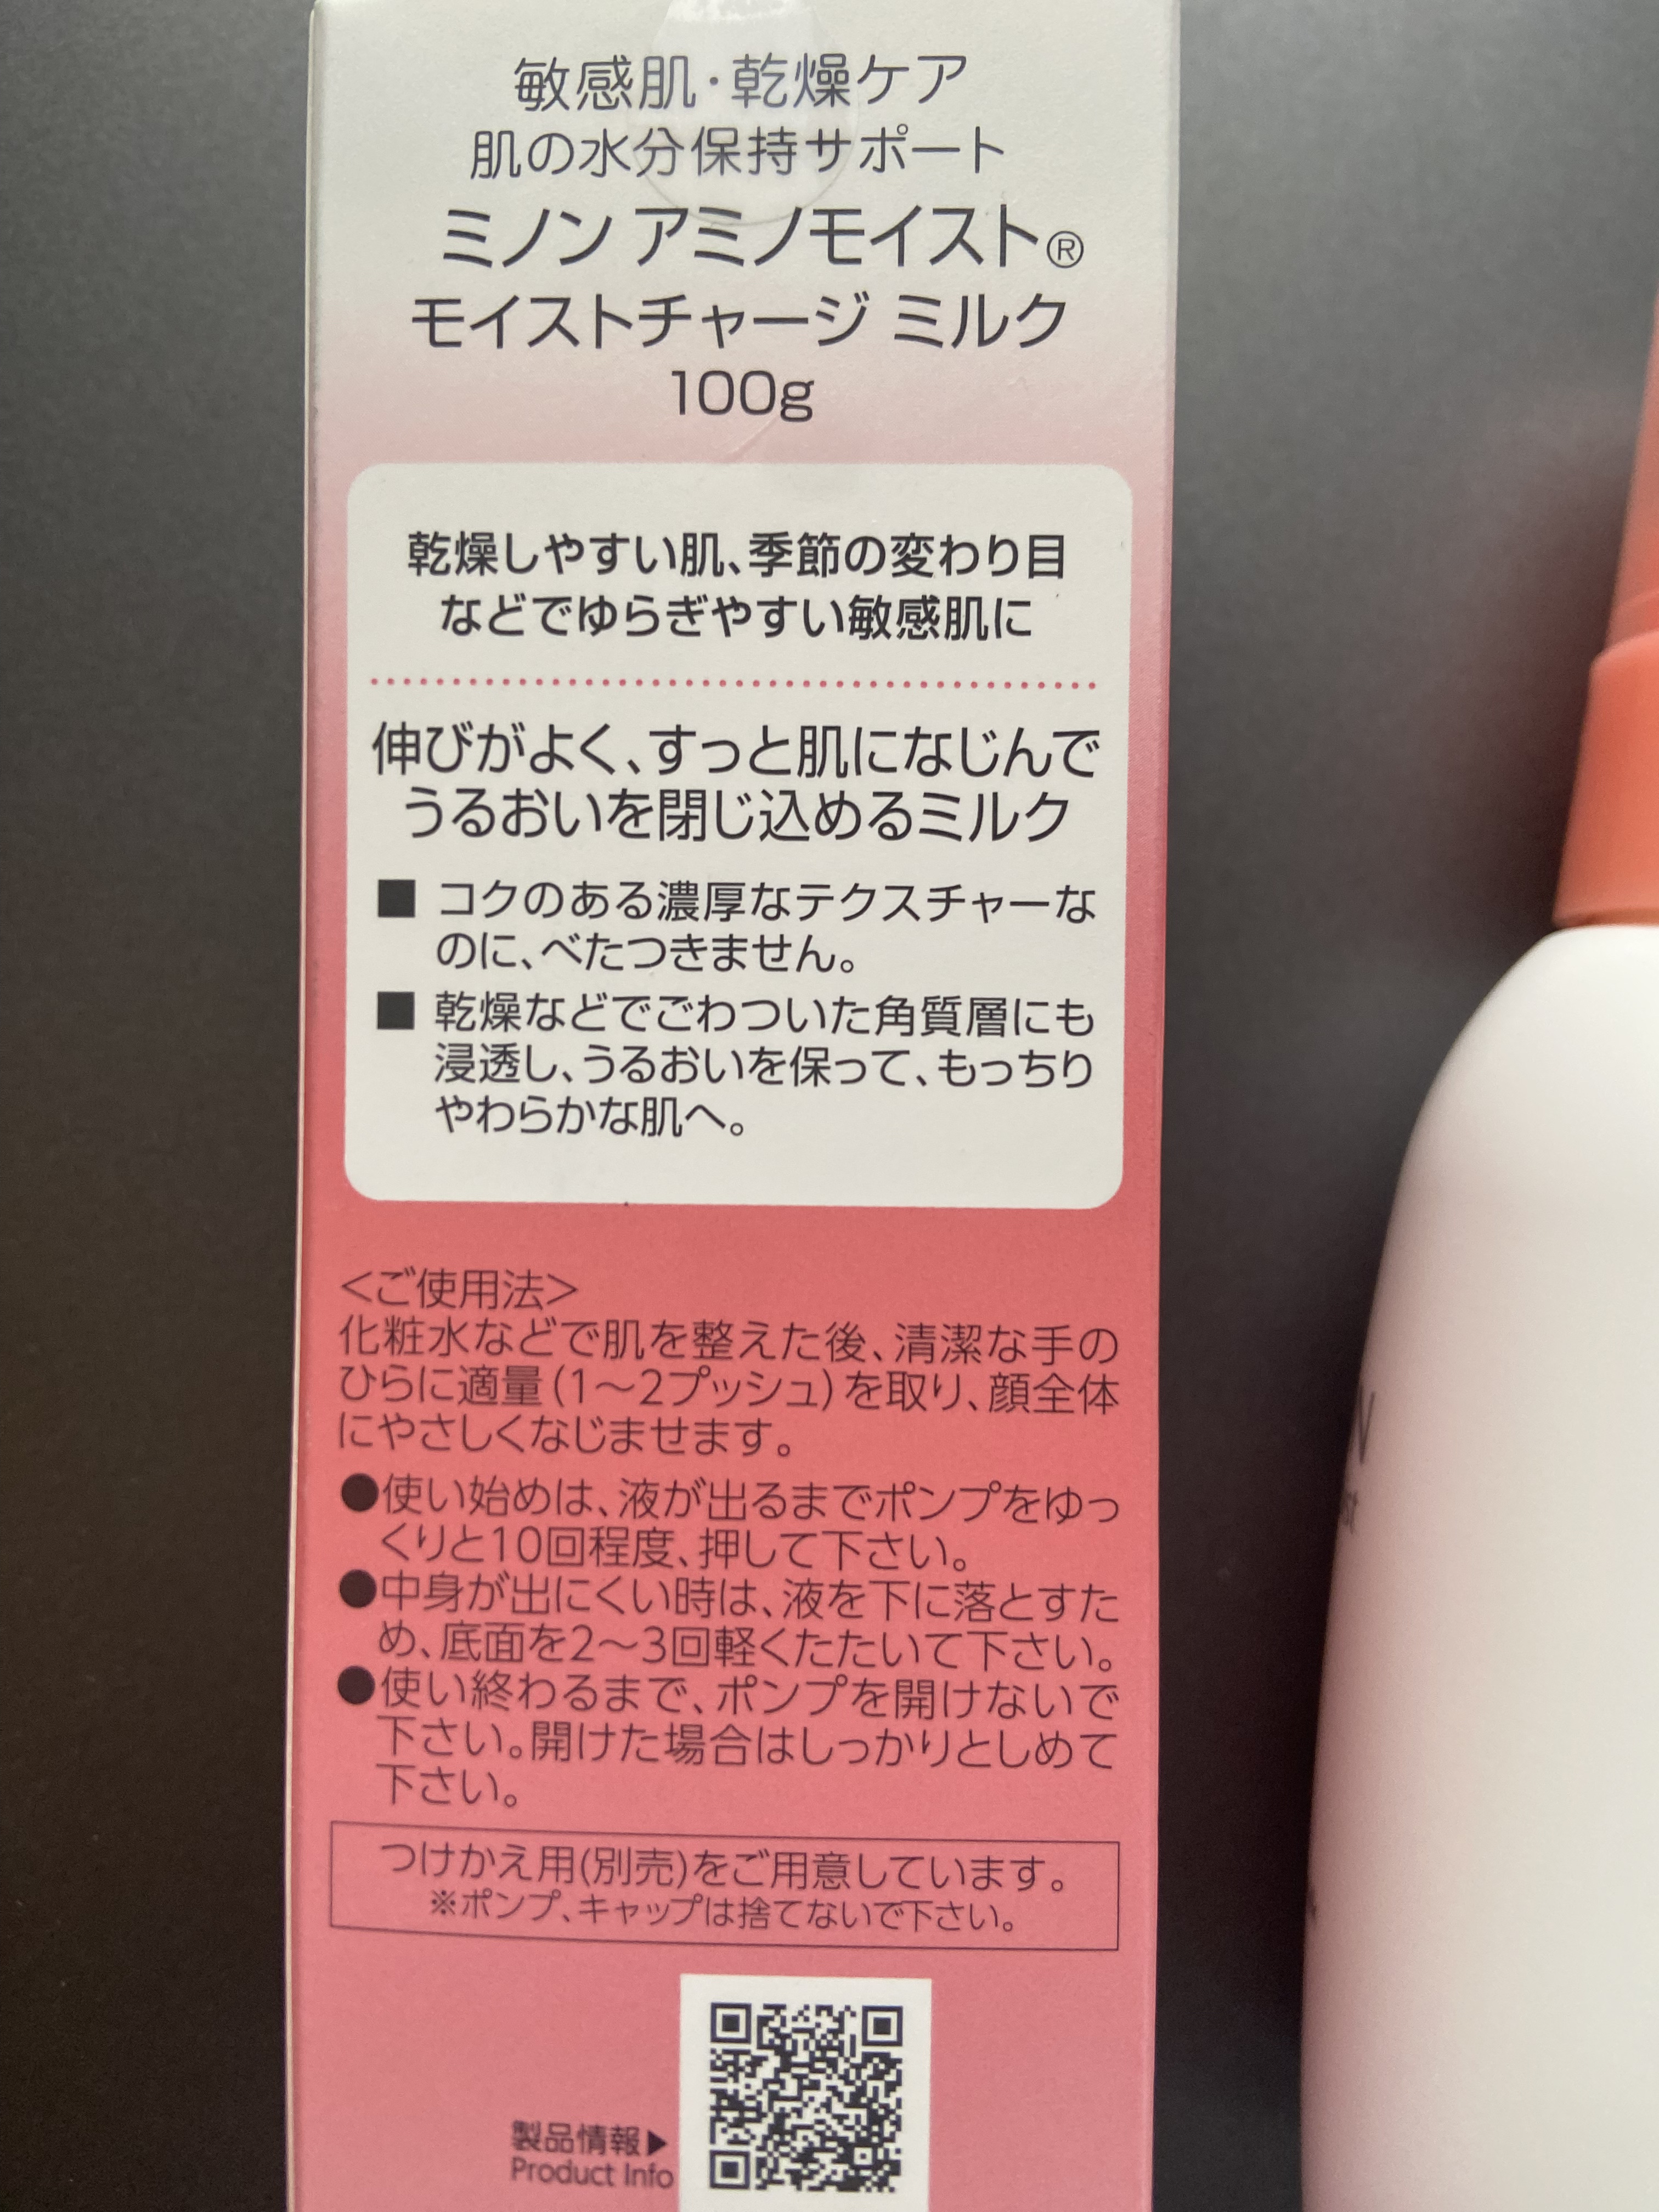 敏感肌・乾燥ケア
肌の水分保持サポート
ミノン アミノモイスト®
モイストチャージ ミルク
100g
乾燥しやすい肌、季節の変わり目
などでゆらぎやすい敏感肌に
伸びがよく、すっと肌になじんで
うるおいを閉じ込めるミルク
■ コクのある濃厚なテクスチャーな
のに、べたつきません。
■ 乾燥などでごわついた角質層にも
浸透し、うるおいを保って、もっちり
やわらかな肌へ。
<ご使用法>
化粧水などで肌を整えた後、清潔な手の
ひらに適量(1～2プッシュ)を取り、顔全体
にやさしくなじませます。
●使い始めは、液が出るまでポンプをゆっ
くりと10回程度、押して下さい。
●中身が出にくい時は、液を下に落とすた
め、底面を2～3回軽くたたいて下さい。
●使い終わるまで、ポンプを開けないで
下さい。開けた場合はしっかりとしめて
下さい。
つけかえ用(別売)をご用意しています。
※ポンプ、キャップは捨てないで下さい。
製品情報▶
Product Info